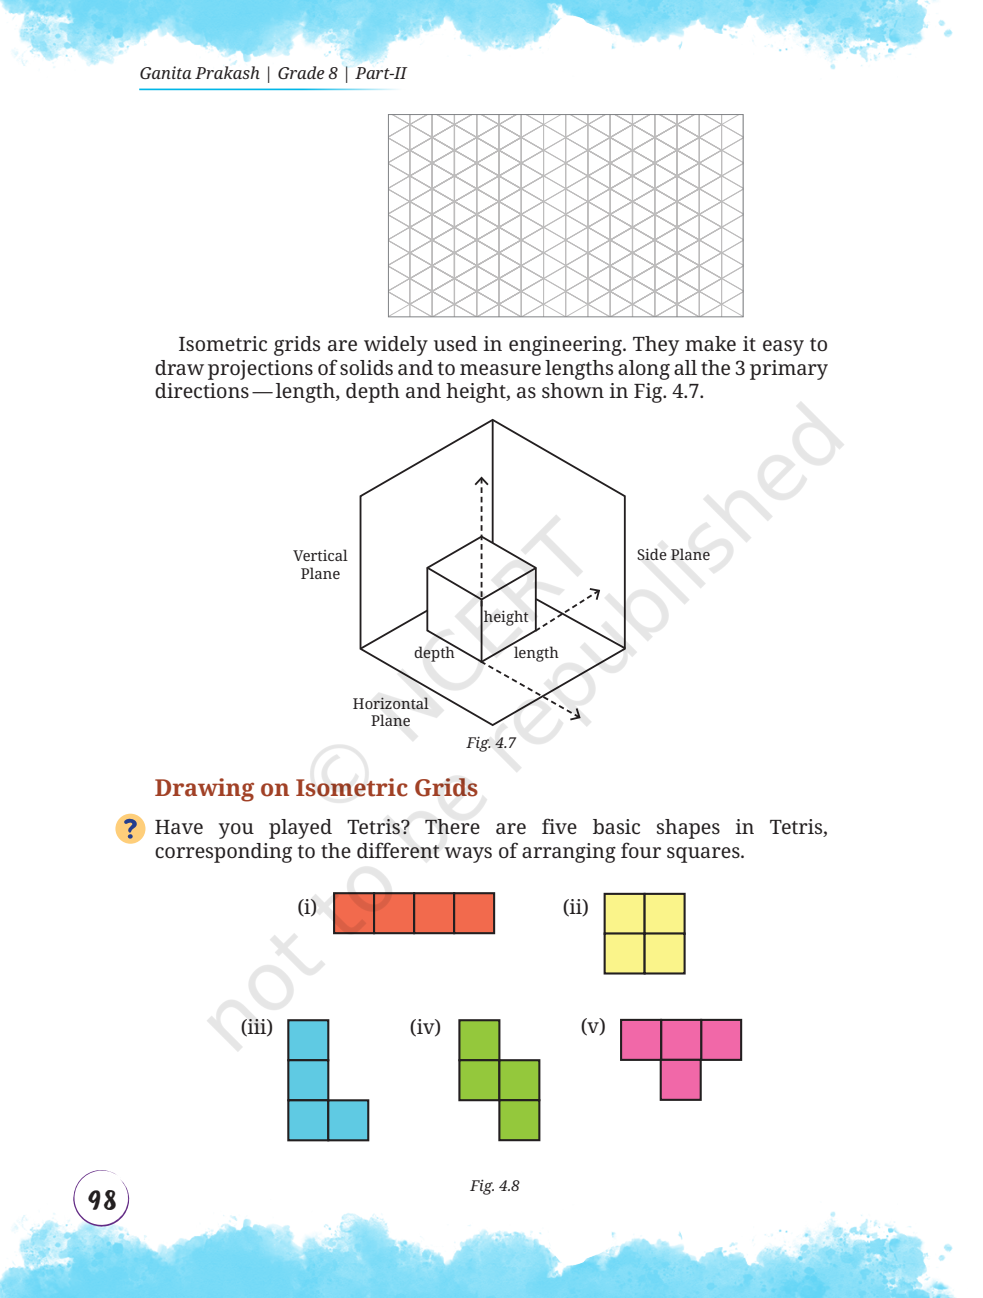 Ganita Prakash | Grade 8 | Part-II
Isometric grids are widely used in engineering. They make it easy to
draw projections of solids and to measure lengths along all the 3 primary
directions — length, depth and height, as shown in Fig. 4.7.
Vertical
Plane
Side Plane
height
depth
length
Horizontal
Plane
Fig. 4.7
© NCERT
not to be republished
Drawing on Isometric Grids
? Have you played Tetris? There are five basic shapes in Tetris,
corresponding to the different ways of arranging four squares.
(i)
(ii)
(iii)
(iv)
(v)
Fig. 4.8
98